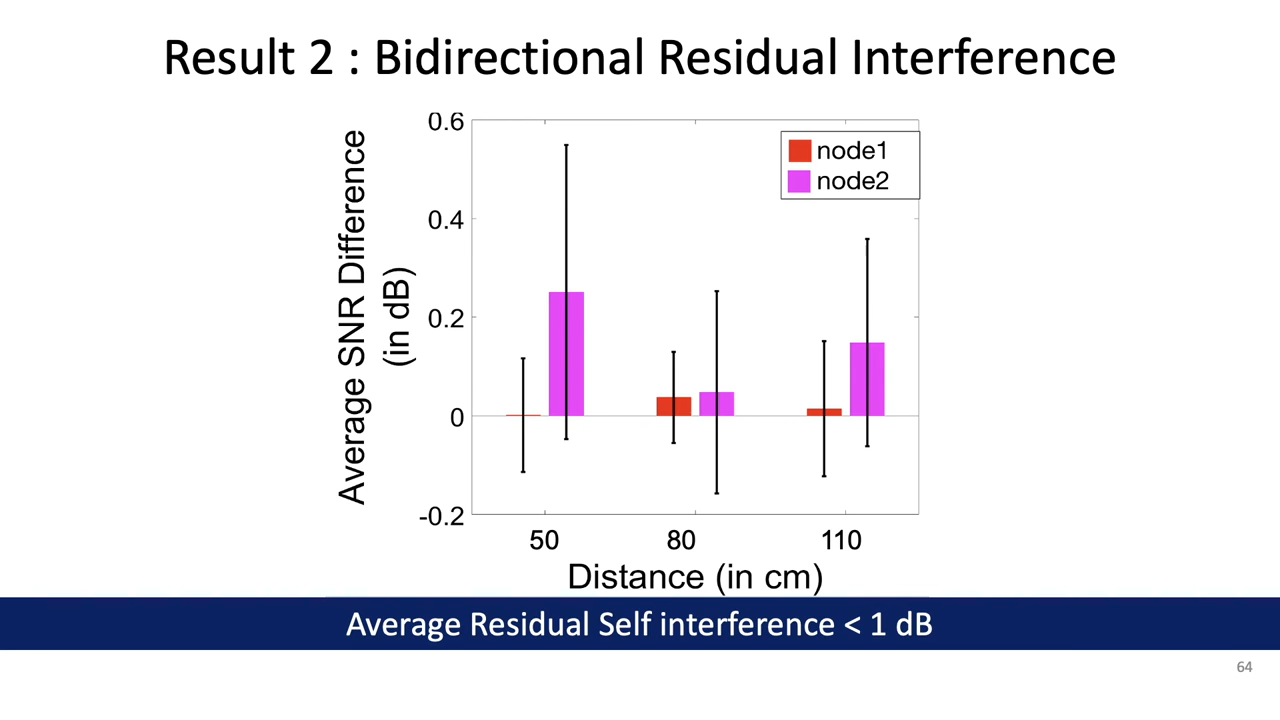 Result 2 : Bidirectional Residual Interference
Average SNR Difference
(in dB)
0.6
0.4
0.2
0
-0.2
node1
node2
50
80
110
Distance (in cm)
Average Residual Self interference < 1 dB
64